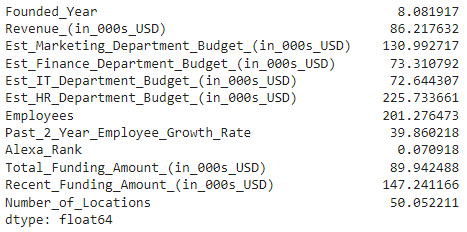 Founded_Year 8.081917
Revenue_(in_000s_USD) 86.217632
Est_Marketing_Department_Budget_(in_000s_USD) 130.992717
Est_Finance_Department_Budget_(in_000s_USD) 73.310792
Est_IT_Department_Budget_(in_000s_USD) 72.644307
Est_HR_Department_Budget_(in_000s_USD) 225.733661
Employees 201.276473
Past_2_Year_Employee_Growth_Rate 39.860218
Alexa_Rank 0.070918
Total_Funding_Amount_(in_000s_USD) 89.942488
Recent_Funding_Amount_(in_000s_USD) 147.241166
Number_of_Locations 50.052211
dtype: float64